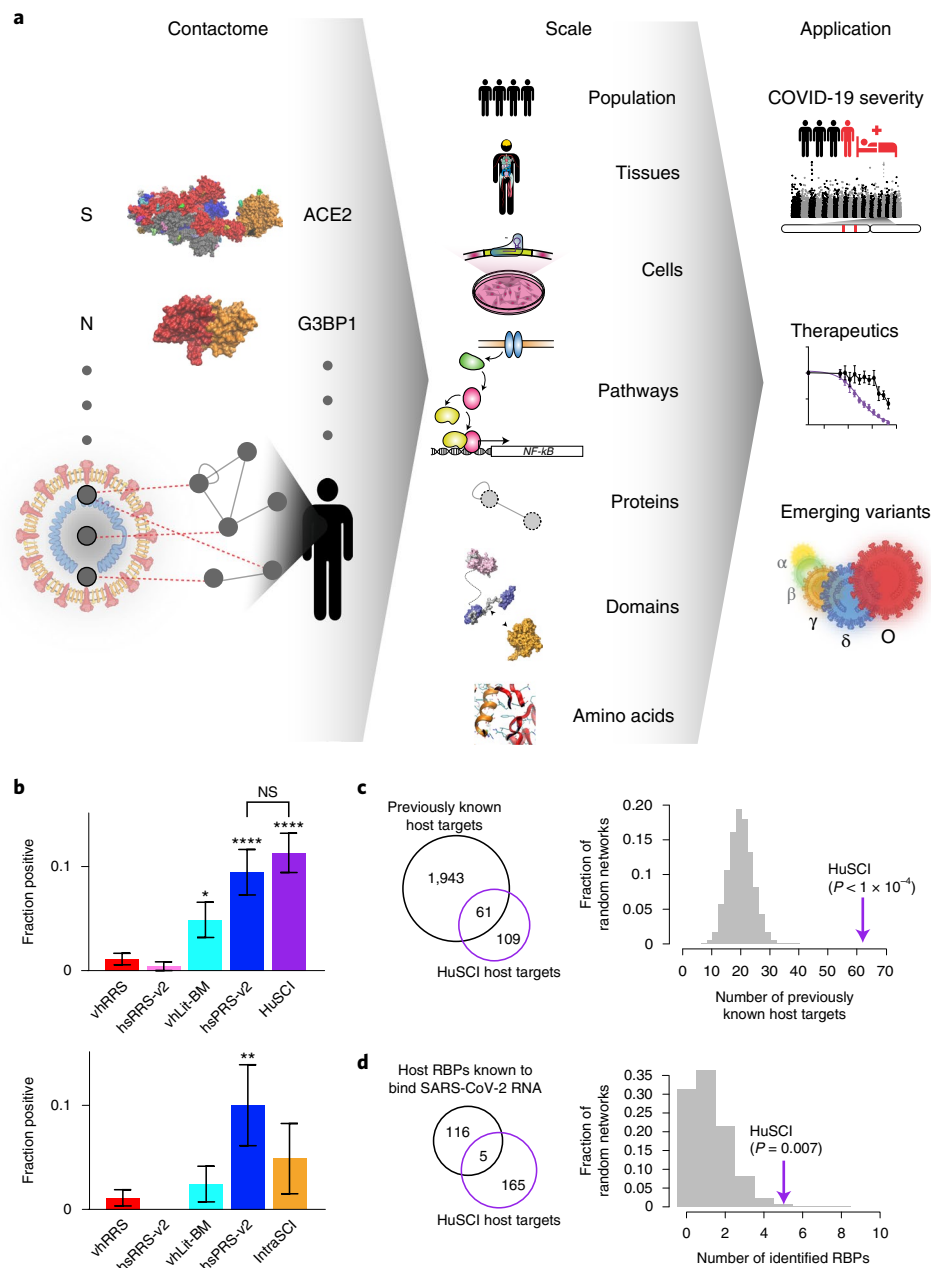 a
Contactome
Scale
Application
Population
COVID-19 severity
Tissues
S
ACE2
Cells
N
G3BP1
Therapeutics
Pathways
NF-kB
Proteins
Emerging variants
α
β
γ
δ
O
Domains
Amino acids
b
NS
****
****
*
Fraction positive
0.1
0
vhRRS
hsRRS-v2
vhLit-BM
hsPRS-v2
HuSCI
**
Fraction positive
0.1
0
vhRRS
hsRRS-v2
vhLit-BM
hsPRS-v2
IntraSCI
c
Previously known
host targets
1,943
61
109
HuSCI host targets
Fraction of
random networks
0.20
0.15
0.10
0.05
0
HuSCI
(P < 1 × 10⁻⁴)
0 10 20 30 40 50 60 70
Number of previously
known host targets
d
Host RBPs known to
bind SARS-CoV-2 RNA
116
5
165
HuSCI host targets
Fraction of
random networks
0.35
0.30
0.25
0.20
0.15
0.10
0.05
0
HuSCI
(P = 0.007)
0 2 4 6 8 10
Number of identified RBPs